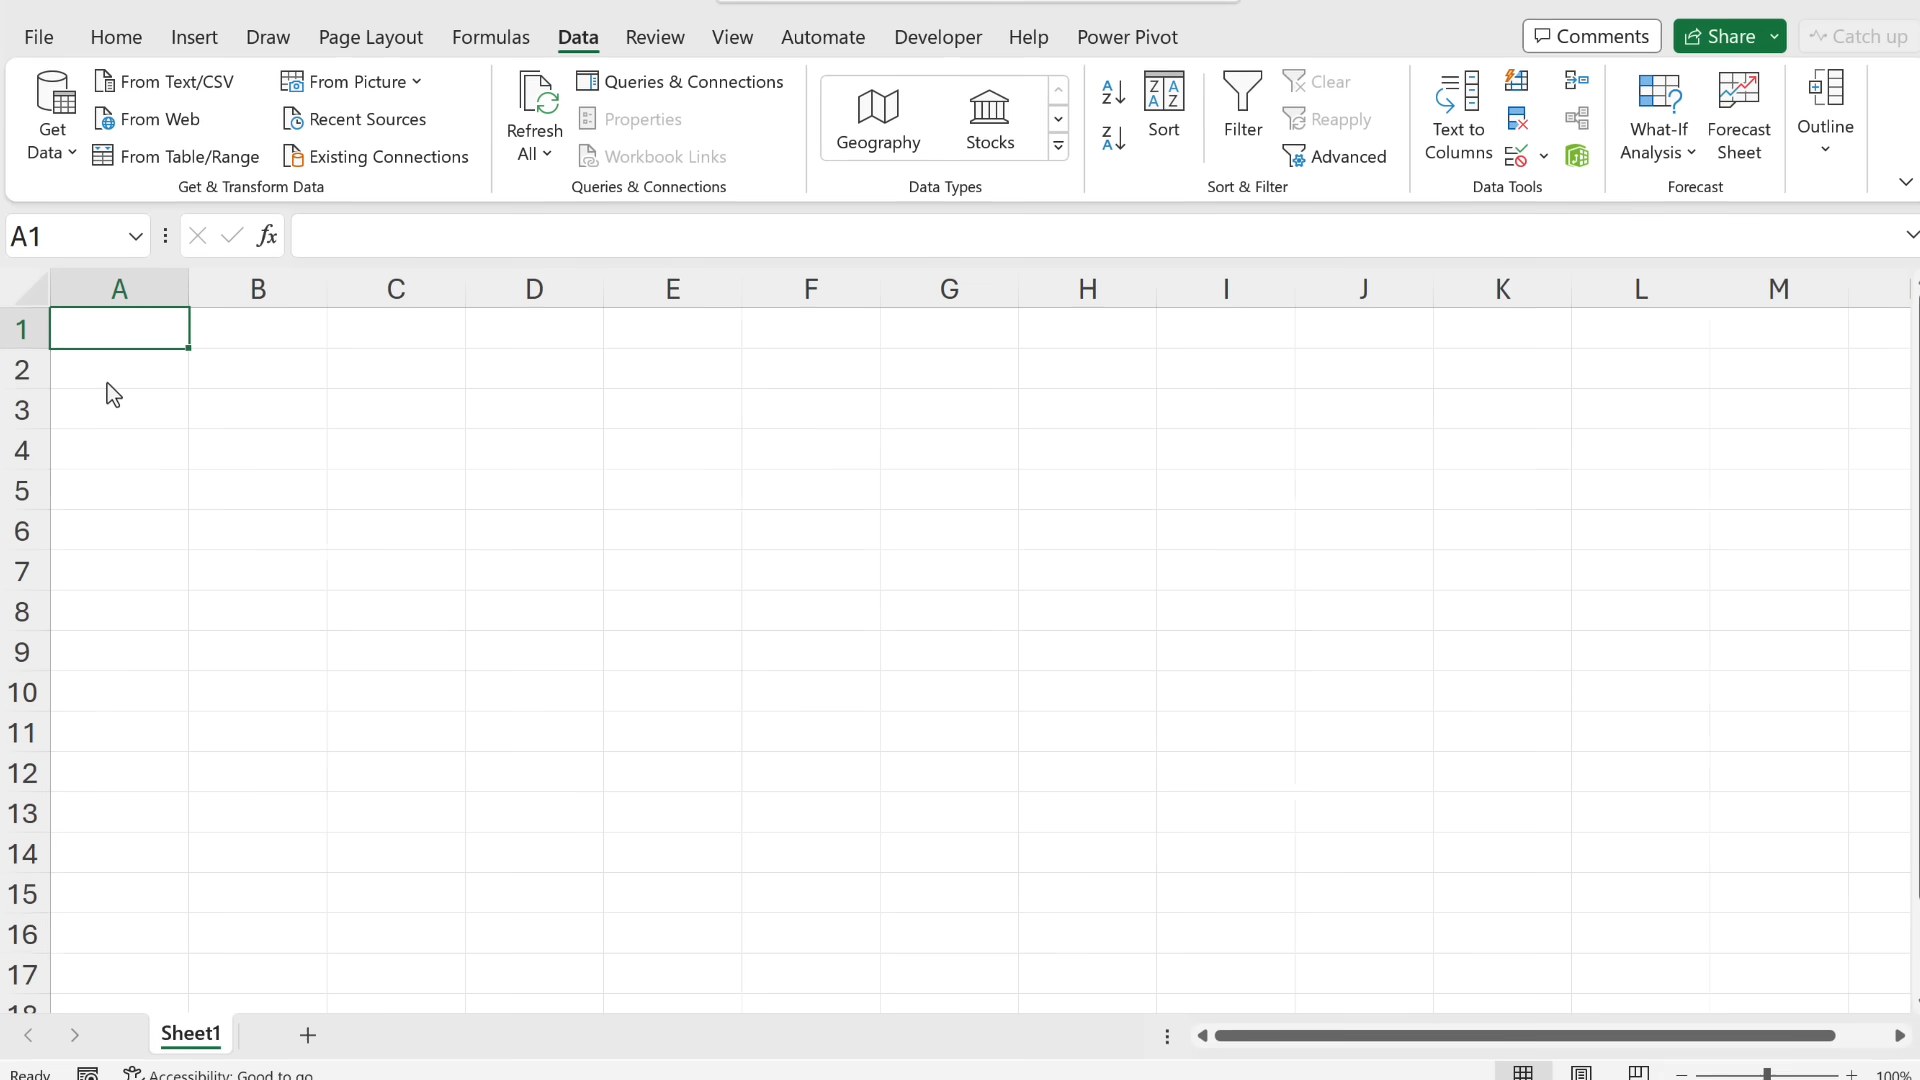 File Home Insert Draw Page Layout Formulas Data Review View Automate Developer Help Power Pivot Comments Share Catch up
Get Data
From Text/CSV
From Web
From Table/Range
From Picture
Recent Sources
Existing Connections
Get & Transform Data
Refresh All
Queries & Connections
Properties
Workbook Links
Queries & Connections
Geography
Stocks
Data Types
Sort
Filter
Clear
Reapply
Advanced
Sort & Filter
Text to Columns
Data Tools
What-If Analysis
Forecast Sheet
Forecast
Outline
A1 fx
A B C D E F G H I J K L M
1
2
3
4
5
6
7
8
9
10
11
12
13
14
15
16
17
18
Sheet1
Ready Accessibility: Good to go 100%